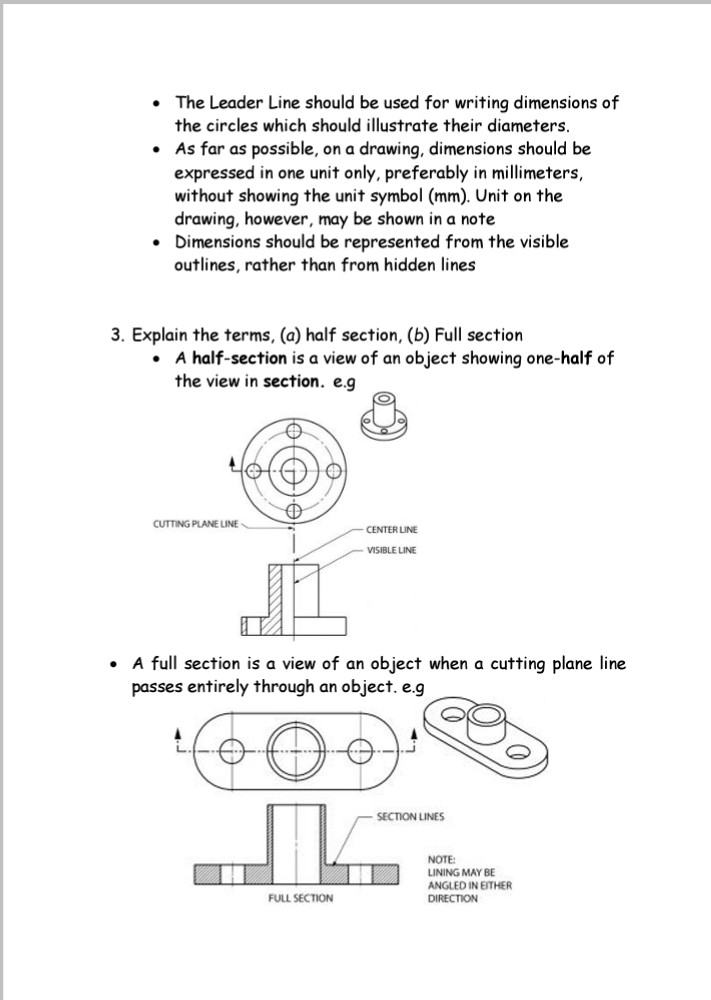 • The Leader Line should be used for writing dimensions of
the circles which should illustrate their diameters.
• As far as possible, on a drawing, dimensions should be
expressed in one unit only, preferably in millimeters,
without showing the unit symbol (mm). Unit on the
drawing, however, may be shown in a note
• Dimensions should be represented from the visible
outlines, rather than from hidden lines
3. Explain the terms, (a) half section, (b) Full section
• A half-section is a view of an object showing one-half of
the view in section. e.g
CUTTING PLANE LINE
CENTER LINE
VISIBLE LINE
• A full section is a view of an object when a cutting plane line
passes entirely through an object. e.g
SECTION LINES
NOTE:
LINING MAY BE
ANGLED IN EITHER
DIRECTION
FULL SECTION